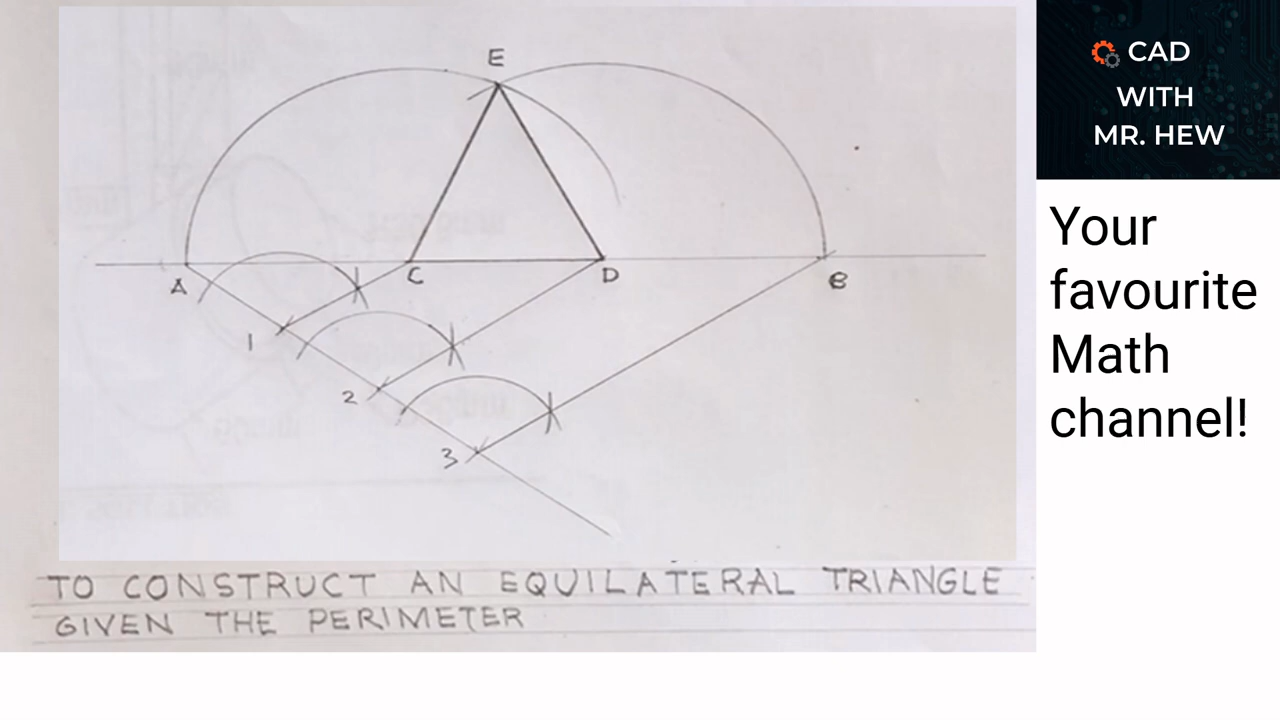 E
A
C
D
B
1
2
3
TO CONSTRUCT AN EQUILATERAL TRIANGLE
GIVEN THE PERIMETER
CAD
WITH
MR. HEW
Your
favourite
Math
channel!